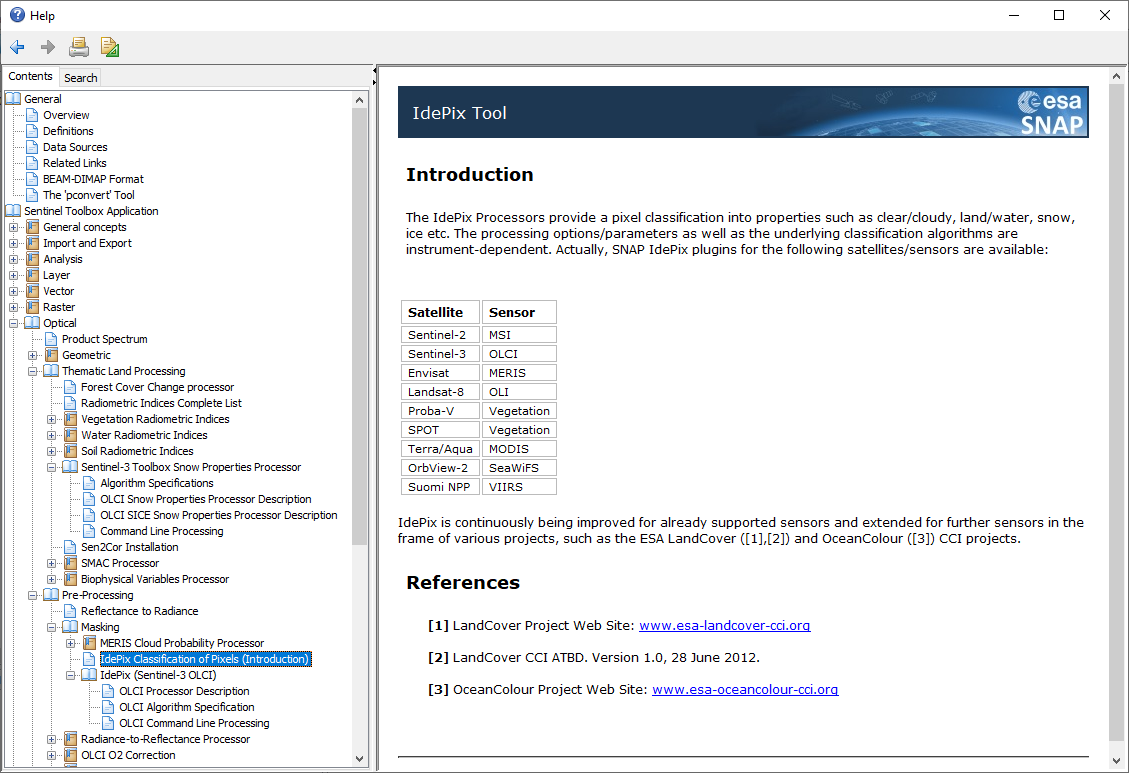 Help
Contents
Search
General
Overview
Definitions
Data Sources
Related Links
BEAM-DIMAP Format
The 'pconvert' Tool
Sentinel Toolbox Application
General concepts
Import and Export
Analysis
Layer
Vector
Raster
Optical
Product Spectrum
Geometric
Thematic Land Processing
Forest Cover Change processor
Radiometric Indices Complete List
Vegetation Radiometric Indices
Water Radiometric Indices
Soil Radiometric Indices
Sentinel-3 Toolbox Snow Properties Processor
Algorithm Specifications
OLCI Snow Properties Processor Description
OLCI SICE Snow Properties Processor Description
Command Line Processing
Sen2Cor Installation
SMAC Processor
Biophysical Variables Processor
Pre-Processing
Reflectance to Radiance
Masking
MERIS Cloud Probability Processor
IdePix Classification of Pixels (Introduction)
IdePix (Sentinel-3 OLCI)
OLCI Processor Description
OLCI Algorithm Specification
OLCI Command Line Processing
Radiance-to-Reflectance Processor
OLCI O2 Correction
IdePix Tool
esa
SNAP
Introduction
The IdePix Processors provide a pixel classification into properties such as clear/cloudy, land/water, snow,
ice etc. The processing options/parameters as well as the underlying classification algorithms are
instrument-dependent. Actually, SNAP IdePix plugins for the following satellites/sensors are available:
Satellite Sensor
Sentinel-2 MSI
Sentinel-3 OLCI
Envisat MERIS
Landsat-8 OLI
Proba-V Vegetation
SPOT Vegetation
Terra/Aqua MODIS
OrbView-2 SeaWiFS
Suomi NPP VIIRS
IdePix is continuously being improved for already supported sensors and extended for further sensors in the
frame of various projects, such as the ESA LandCover ([1],[2]) and OceanColour ([3]) CCI projects.
References
[1] LandCover Project Web Site: www.esa-landcover-cci.org
[2] LandCover CCI ATBD. Version 1.0, 28 June 2012.
[3] OceanColour Project Web Site: www.esa-oceancolour-cci.org